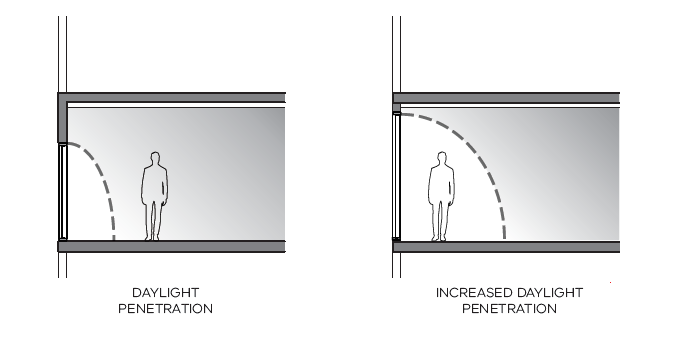 DAYLIGHT
PENETRATION
INCREASED DAYLIGHT
PENETRATION